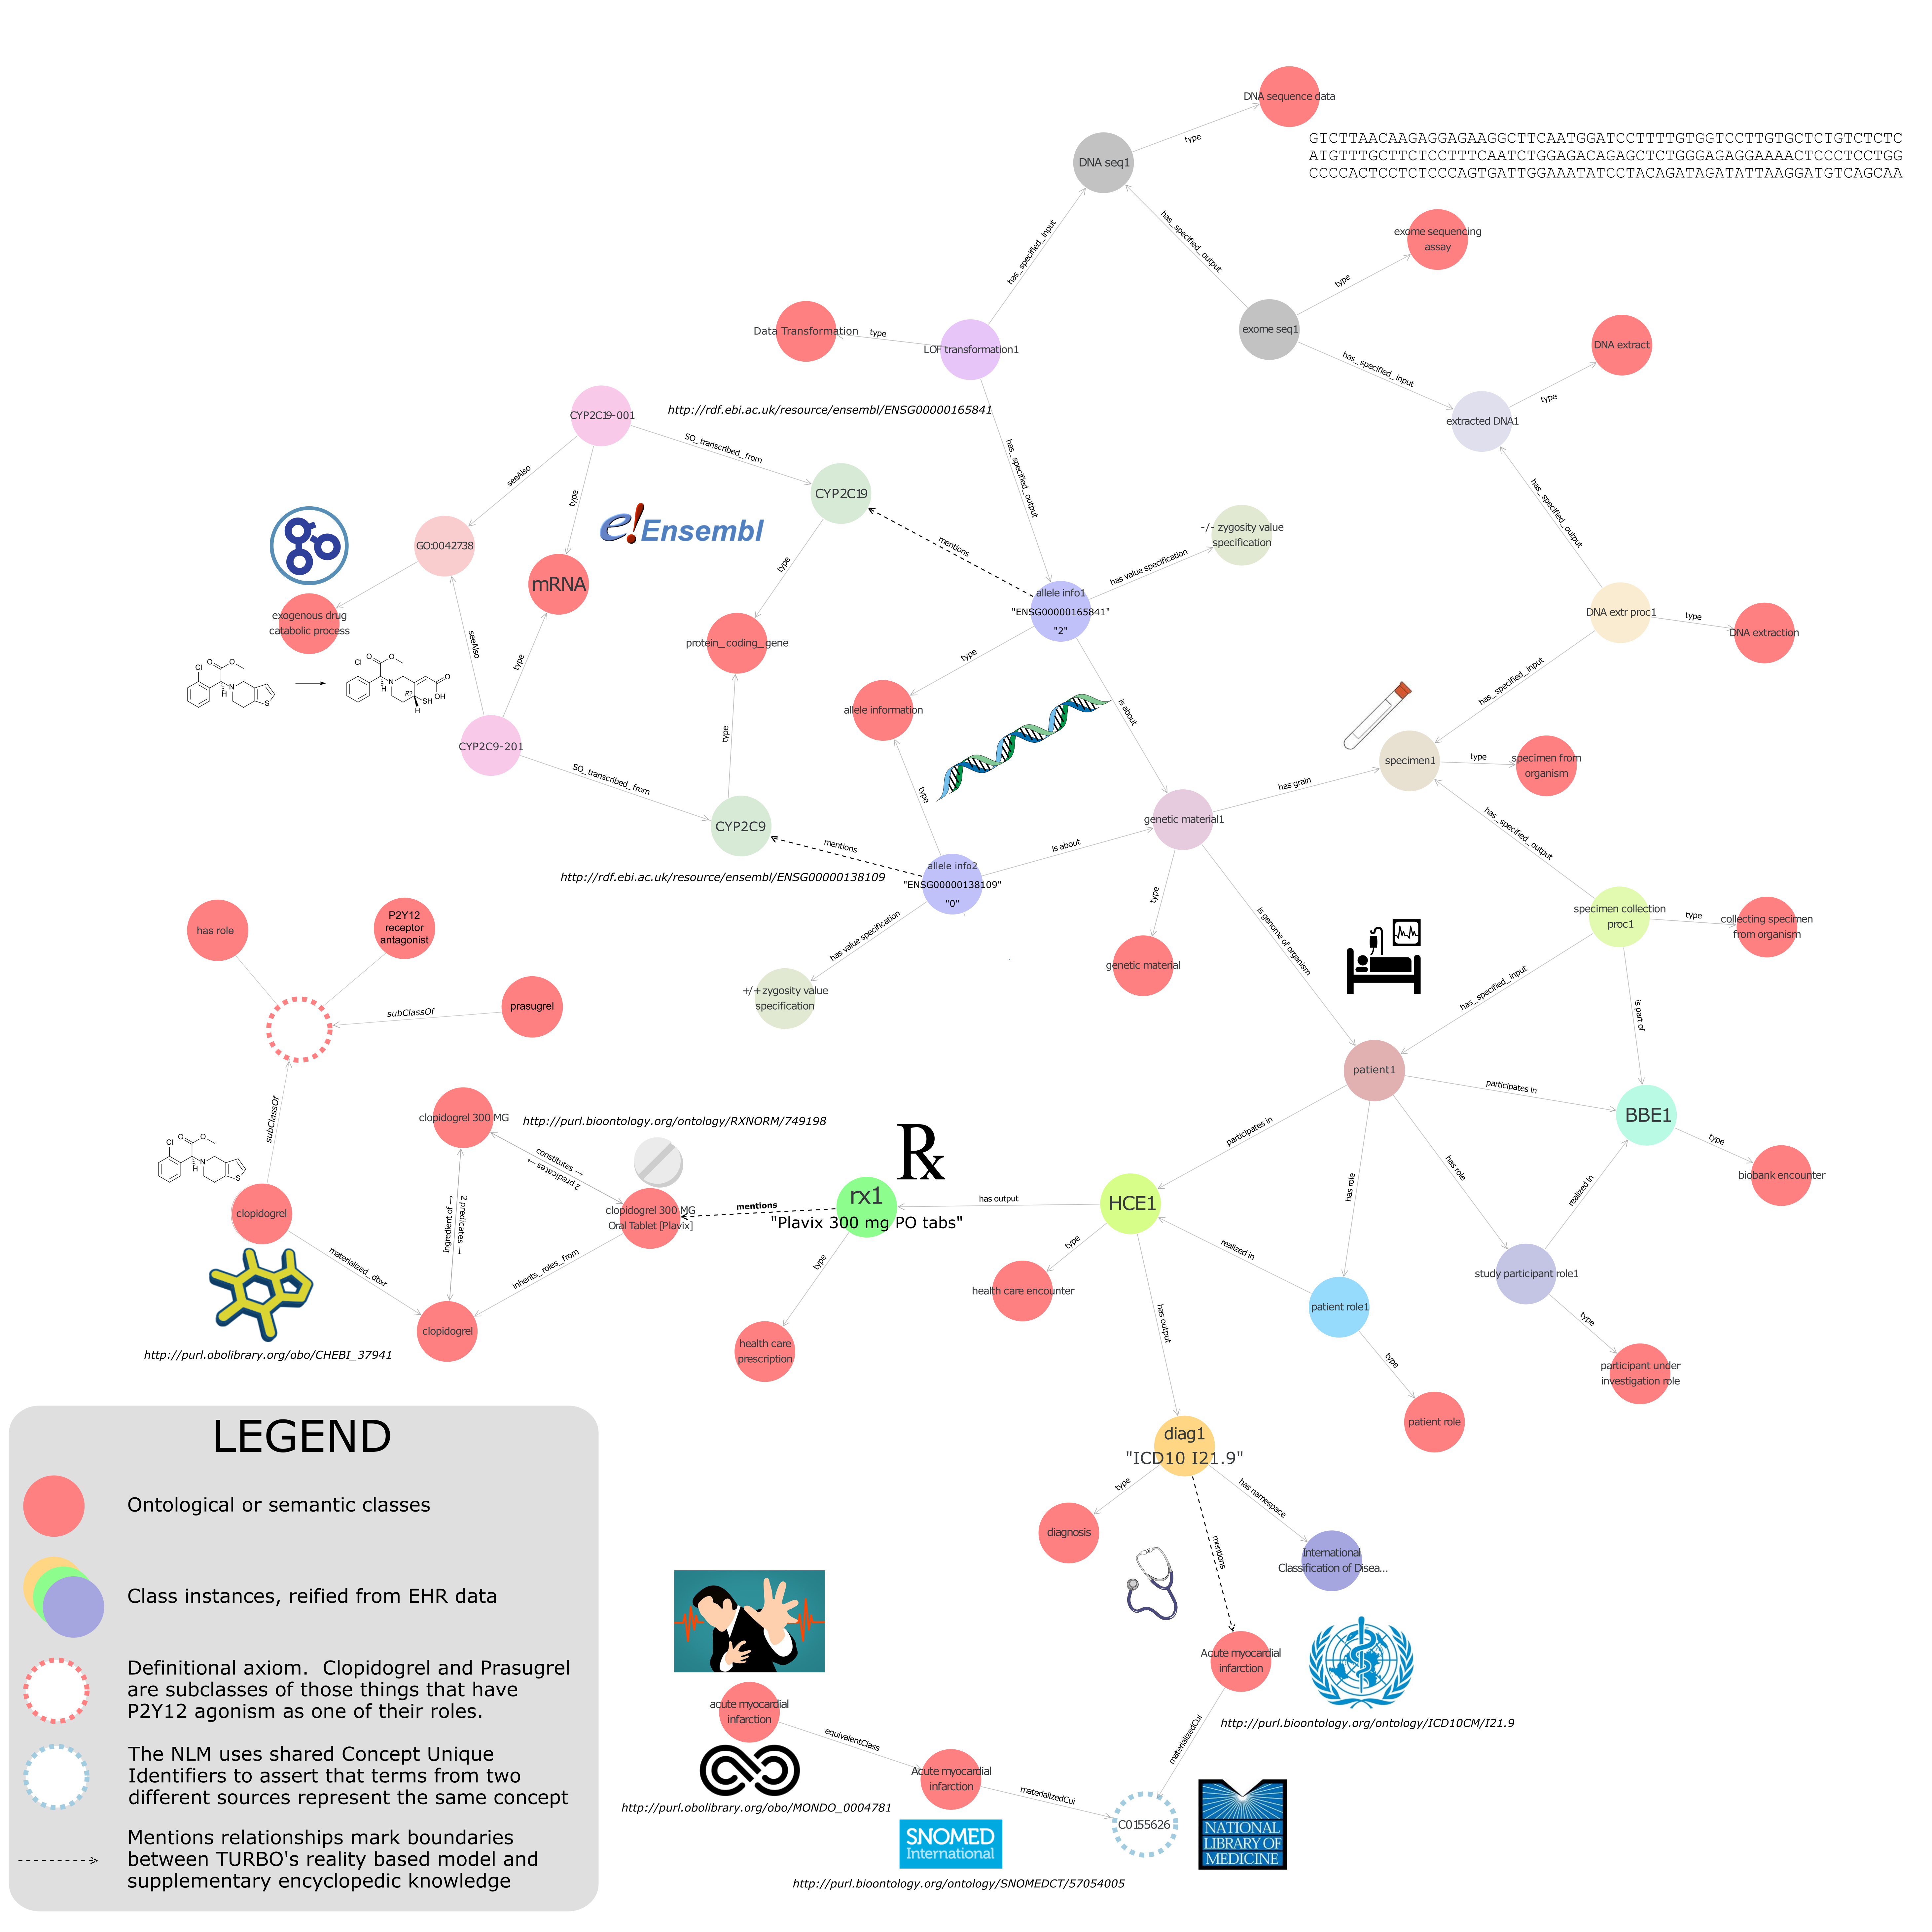 DNA sequence data
type
DNA seq1
GTCTTAACAAGAGGAGAAGGCTTCAATGGATCCTTTTGTGGTCCTTGTGCTCTGTCTCTC
ATGTTTGCTTCTCCTTTCAATCTGGAGACAGAGCTCTGGGAGAGGAAAACTCCCTCCTGG
CCCCACTCCTCTCCCAGTGATTGGAAATATCCTACAGATAGATATTAAGGATGTCAGCAA
has_specified_input
has_specified_output
exome sequencing
assay
type
exome seq1
Data Transformation
type
LOF transformation1
has_specified_input
DNA extract
type
extracted DNA1
http://rdf.ebi.ac.uk/resource/ensembl/ENSG00000165841
CYP2C19-001
SO_transcribed_from
seeAlso
type
has_specified_output
CYP2C19
e!Ensembl
GO:0042738
mRNA
mentions
-/- zygosity value
specification
has value specification
has_specified_output
type
allele info1
"ENSG00000165841"
"2"
exogenous drug
catabolic process
seeAlso
type
protein_coding_gene
DNA extr proc1
type
DNA extraction
type
is about
has_specified_input
Cl
O
O
N
H
S
Cl
O
O
N
H
R?
SH
H
O
OH
allele information
type
CYP2C9-201
SO_transcribed_from
type
specimen1
type
specimen from
organism
has grain
genetic material1
CYP2C9
mentions
is about
has_specified_output
http://rdf.ebi.ac.uk/resource/ensembl/ENSG00000138109
allele info2
"ENSG00000138109"
"0"
type
is genome of organism
has value specification
genetic material
+/+ zygosity value
specification
specimen collection
proc1
type
collecting specimen
from organism
has_specified_input
is part of
has role
P2Y12
receptor
antagonist
prasugrel
subClassOf
subClassOf
patient1
participates in
BBE1
type
biobank encounter
participates in
has role
has role
realized in
clopidogrel 300 MG
http://purl.bioontology.org/ontology/RXNORM/749198
constitutes →
2 predicates →
2 predicates →
Ingredient of →
Cl
O
O
N
H
S
clopidogrel
materialized_dbxr
clopidogrel 300 MG
Oral Tablet [Plavix]
inherits_roles_from
mentions
Rx
rx1
"Plavix 300 mg PO tabs"
has output
HCE1
type
health care encounter
realized in
has output
type
study participant role1
type
patient role1
type
participant under
investigation role
patient role
clopidogrel
http://purl.obolibrary.org/obo/CHEBI_37941
health care
prescription
LEGEND
Ontological or semantic classes
Class instances, reified from EHR data
Definitional axiom.  Clopidogrel and Prasugrel
are subclasses of those things that have
P2Y12 agonism as one of their roles.
The NLM uses shared Concept Unique
Identifiers to assert that terms from two
different sources represent the same concept
Mentions relationships mark boundaries
between TURBO's reality based model and
supplementary encyclopedic knowledge
diag1
"ICD10 I21.9"
type
has namespace
mentions
diagnosis
International
Classification of Disea...
Acute myocardial
infarction
http://purl.bioontology.org/ontology/ICD10CM/I21.9
materializedCui
acute myocardial
infarction
equivalentClass
http://purl.obolibrary.org/obo/MONDO_0004781
Acute myocardial
infarction
materializedCui
C0155626
SNOMED
International
NATIONAL
LIBRARY OF
MEDICINE
http://purl.bioontology.org/ontology/SNOMEDCT/57054005